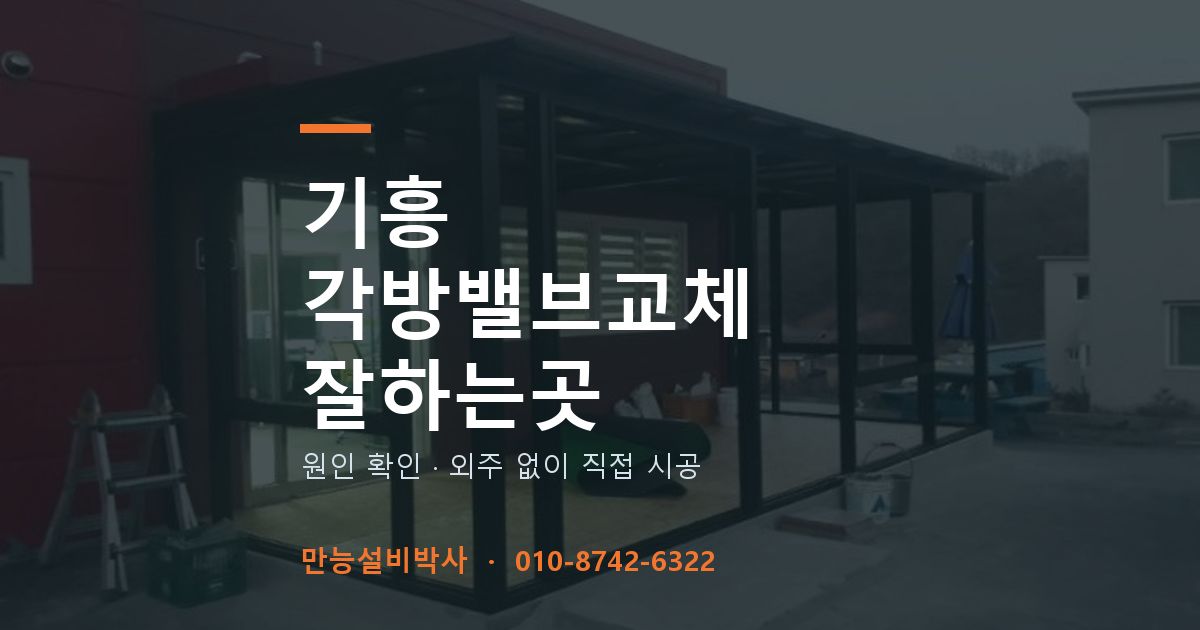 기흥
각방밸브교체
잘하는곳
원인 확인 · 외주 없이 직접 시공
만능설비박사 · 010-8742-6322